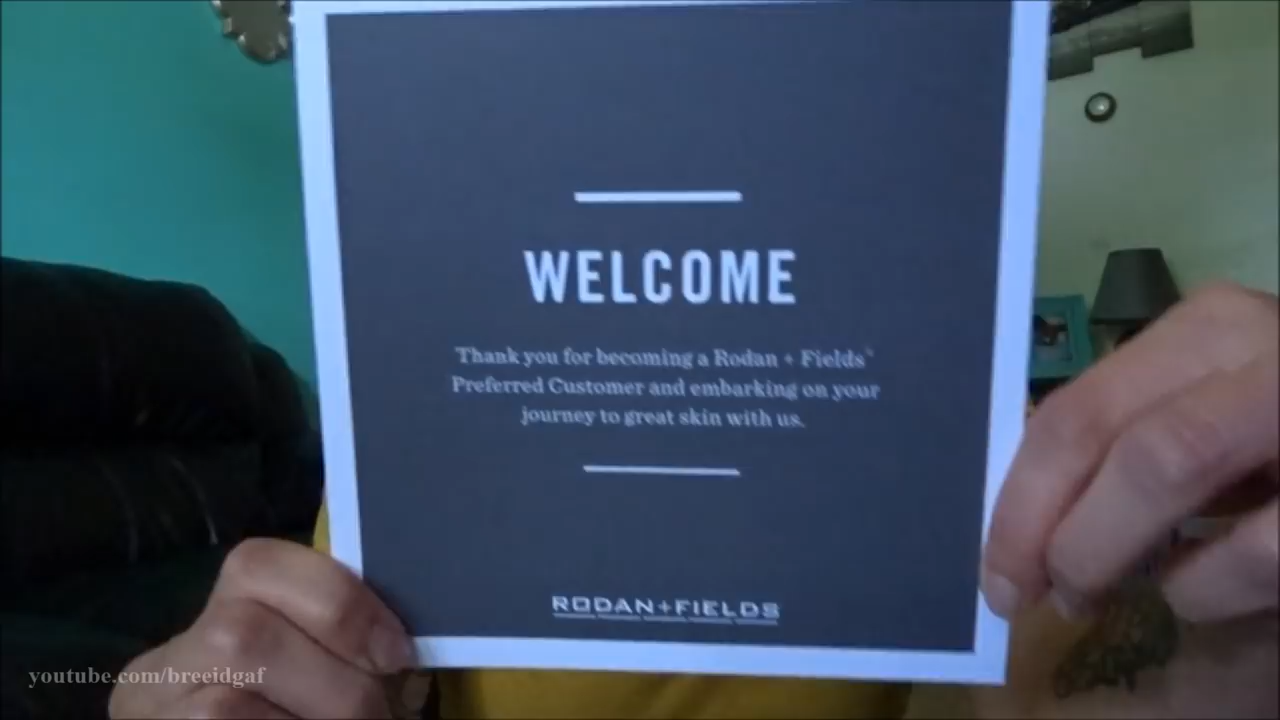 WELCOME
Thank you for becoming a Rodan + Fields
Preferred Customer and embarking on your
journey to great skin with us.
RODAN+FIELDS
youtube.com/breeidgaf